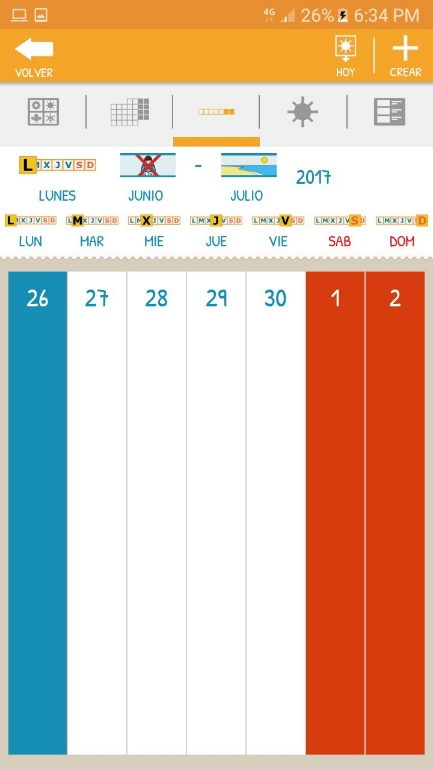 4G 26% 6:34 PM
VOLVER HOY CREAR
L M X J V S D
LUNES JUNIO - JULIO 2017
L M X J V S D L M X J V S D L M X J V S D L M X J V S D L M X J V S D L M X J V S D L M X J V S D
LUN MAR MIE JUE VIE SAB DOM
26 27 28 29 30 1 2